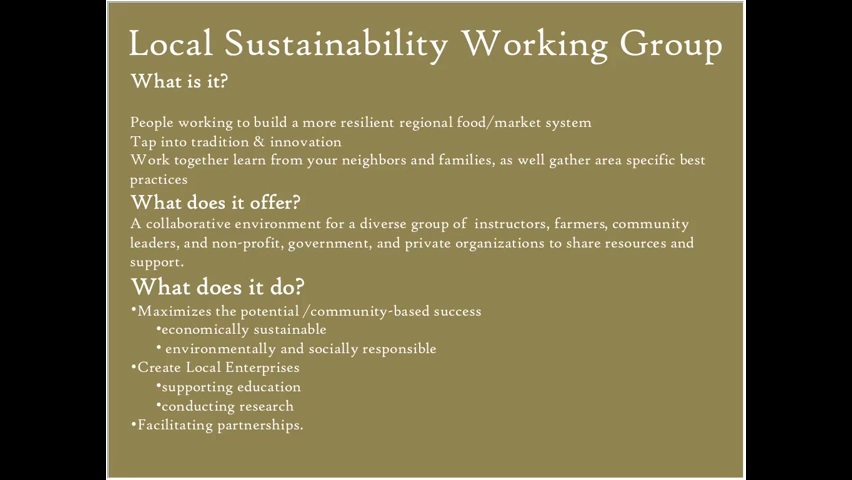 Local Sustainability Working Group
What is it?
People working to build a more resilient regional food/market system
Tap into tradition & innovation
Work together learn from your neighbors and families, as well gather area specific best
practices
What does it offer?
A collaborative environment for a diverse group of  instructors, farmers, community
leaders, and non-profit, government, and private organizations to share resources and
support.
What does it do?
•Maximizes the potential /community-based success
•economically sustainable
• environmentally and socially responsible
•Create Local Enterprises
•supporting education
•conducting research
•Facilitating partnerships.